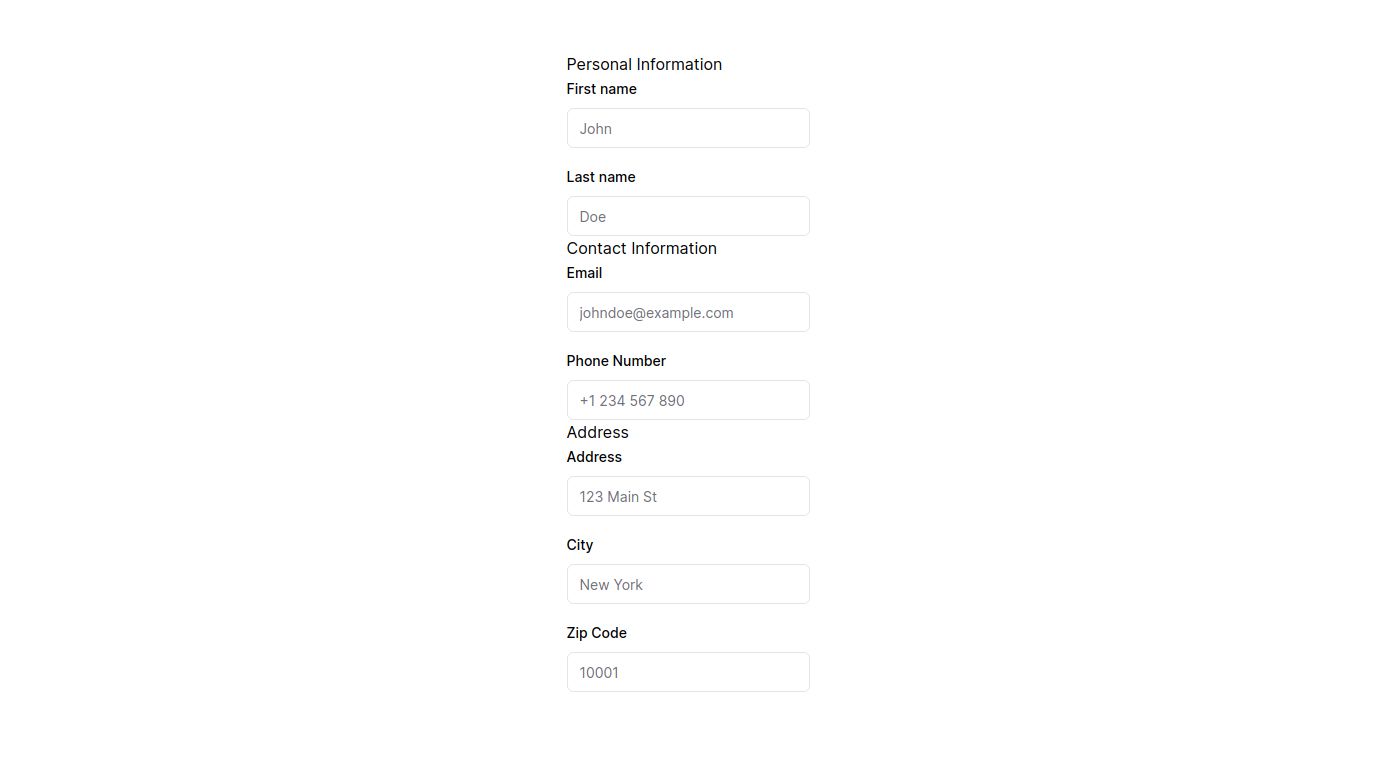 Personal Information
First name
John
Last name
Doe
Contact Information
Email
johndoe@example.com
Phone Number
+1 234 567 890
Address
Address
123 Main St
City
New York
Zip Code
10001